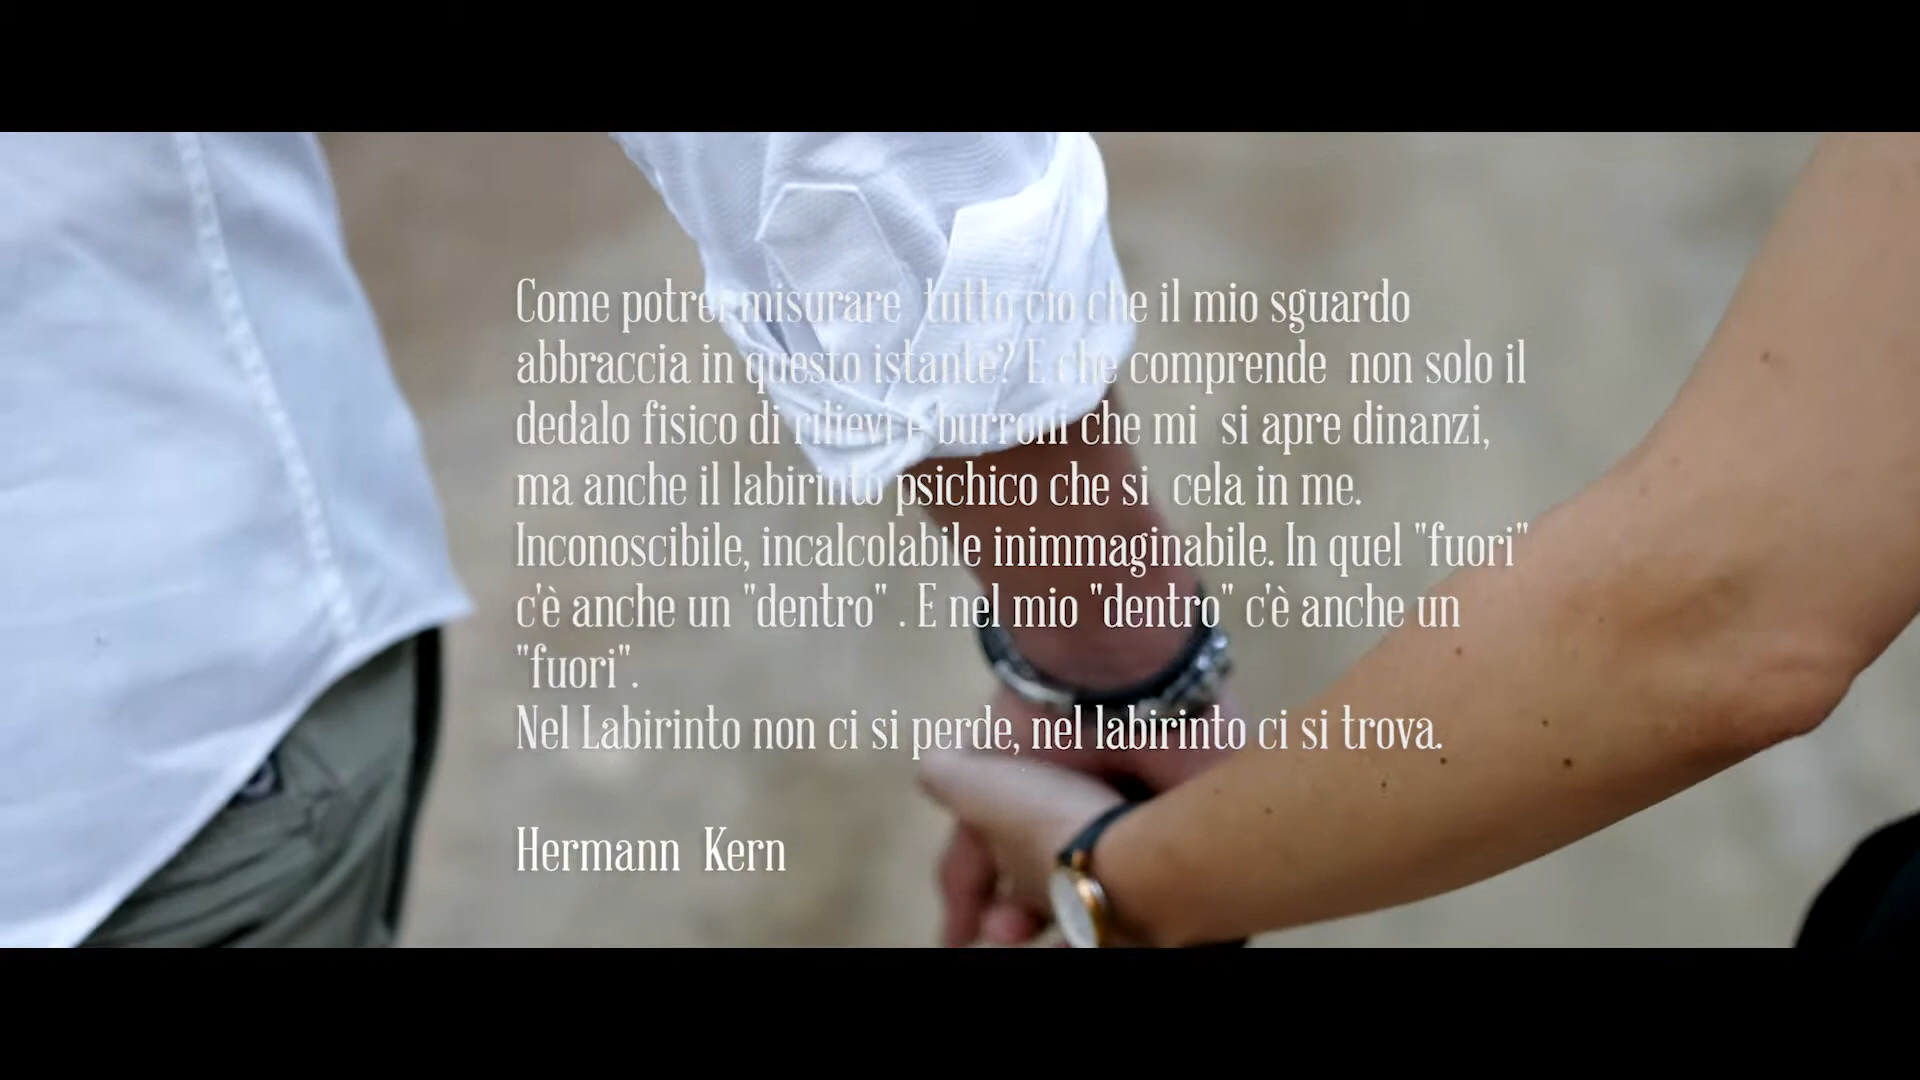 Come potrei misurare tutto ciò che il mio sguardo
abbraccia in questo istante? E che comprende non solo il
dedalo fisico di rilievi e burroni che mi si apre dinanzi,
ma anche il labirinto psichico che si cela in me.
Inconoscibile, incalcolabile inimmaginabile. In quel "fuori"
c'è anche un "dentro" . E nel mio "dentro" c'è anche un
"fuori".
Nel Labirinto non ci si perde, nel labirinto ci si trova.
Hermann Kern